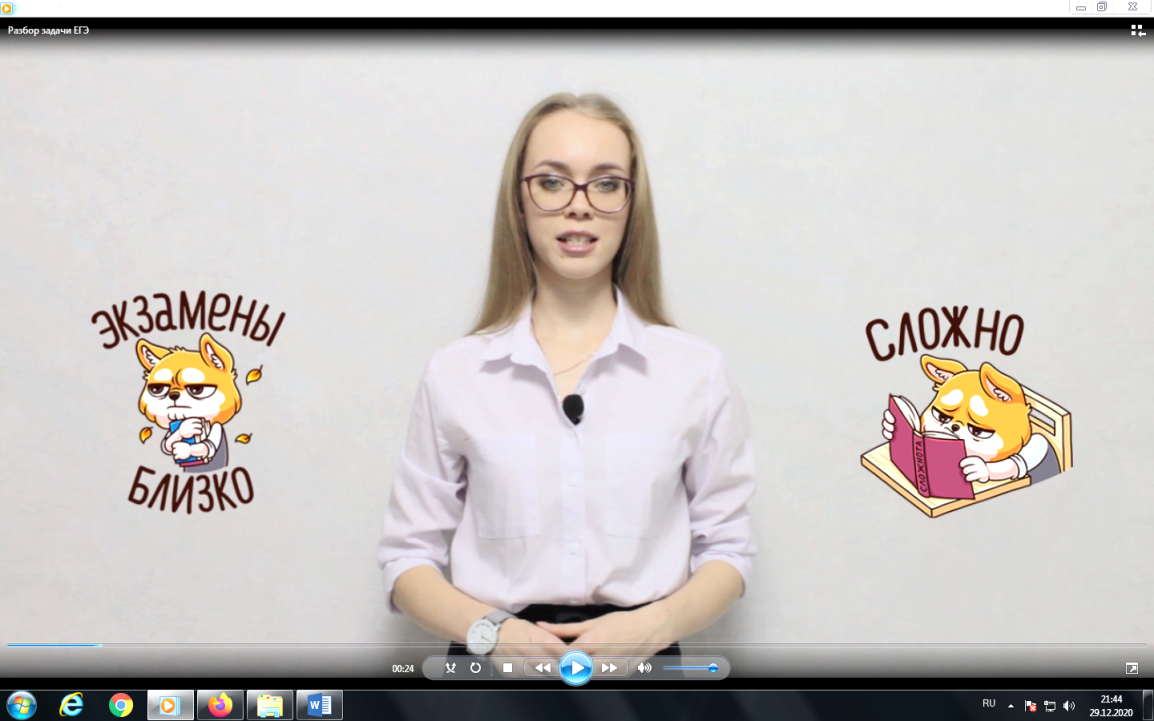 Разбор задачи ЕГЭ
ЭКЗАМЕНЫ
БЛИЗКО
СЛОЖНО
СЛОЖНОТА
00:24
RU
21:44
29.12.2020